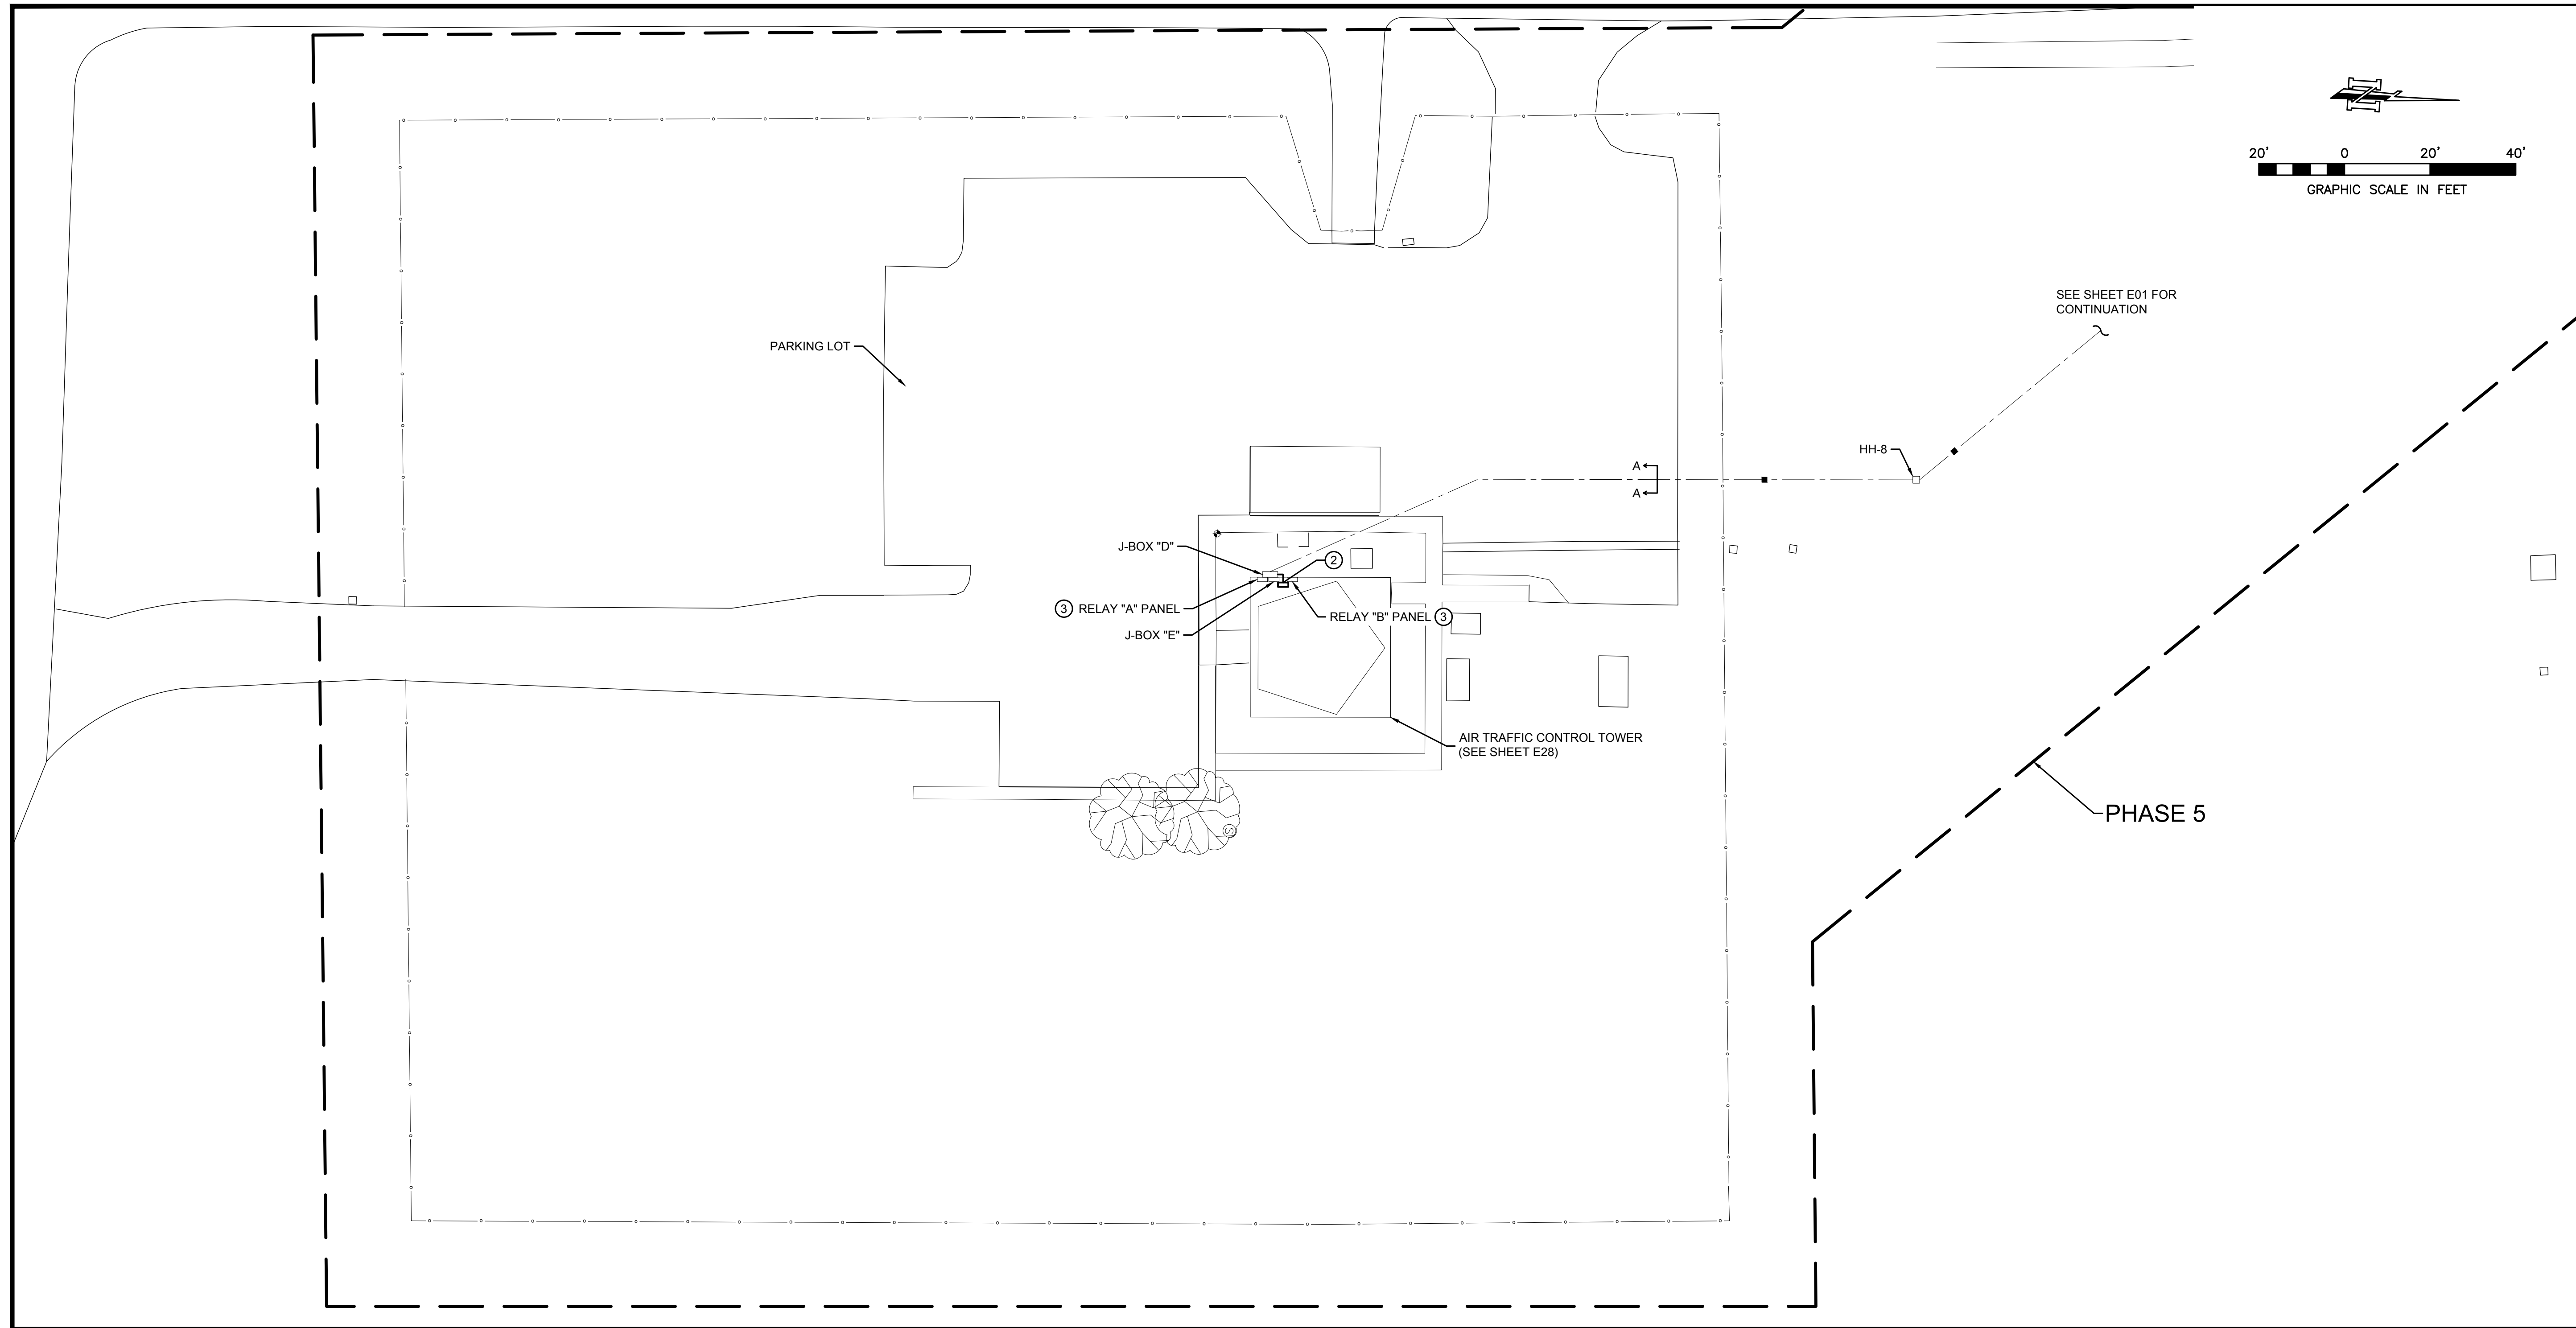 20' 0 20' 40'
GRAPHIC SCALE IN FEET
SEE SHEET E01 FOR
CONTINUATION
PARKING LOT
HH-8
A
A
J-BOX "D"
2
3 RELAY "A" PANEL
RELAY "B" PANEL 3
J-BOX "E"
AIR TRAFFIC CONTROL TOWER
(SEE SHEET E28)
PHASE 5
S